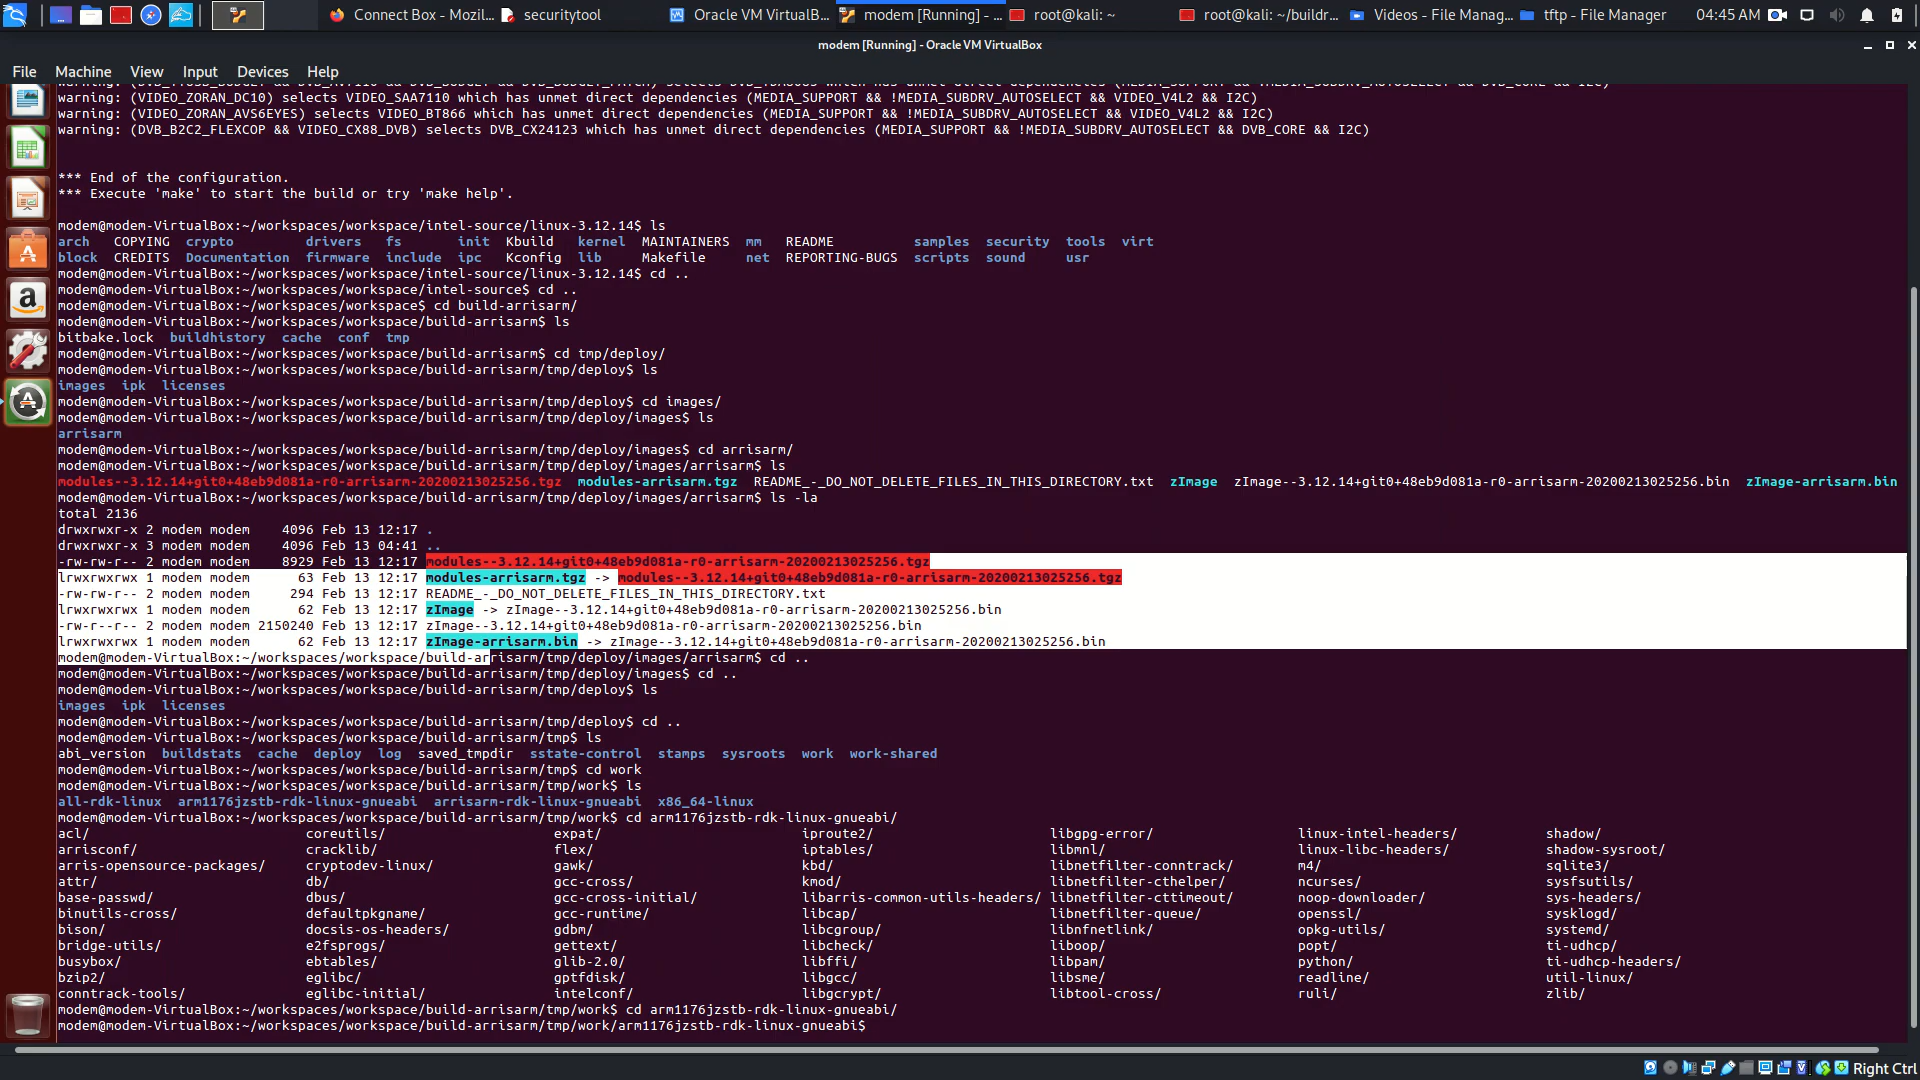 Connect Box - Mozil...
securitytool
Oracle VM VirtualB...
modem [Running] - ...
root@kali: ~
root@kali: ~/buildr...
Videos - File Manag...
tftp - File Manager
04:45 AM
modem [Running] - Oracle VM VirtualBox
File Machine View Input Devices Help
warning: (VIDEO_ZORAN_DC10) selects VIDEO_SAA7110 which has unmet direct dependencies (MEDIA_SUPPORT && !MEDIA_SUBDRV_AUTOSELECT && VIDEO_V4L2 && I2C)
warning: (VIDEO_ZORAN_AVS6EYES) selects VIDEO_BT866 which has unmet direct dependencies (MEDIA_SUPPORT && !MEDIA_SUBDRV_AUTOSELECT && VIDEO_V4L2 && I2C)
warning: (DVB_B2C2_FLEXCOP && VIDEO_CX88_DVB) selects DVB_CX24123 which has unmet direct dependencies (MEDIA_SUPPORT && !MEDIA_SUBDRV_AUTOSELECT && DVB_CORE && I2C)
*** End of the configuration.
*** Execute 'make' to start the build or try 'make help'.
modem@modem-VirtualBox:~/workspaces/workspace/intel-source/linux-3.12.14$ ls
arch COPYING crypto drivers fs init Kbuild kernel MAINTAINERS mm README samples security tools virt
block CREDITS Documentation firmware include ipc Kconfig lib Makefile net REPORTING-BUGS scripts sound usr
modem@modem-VirtualBox:~/workspaces/workspace/intel-source/linux-3.12.14$ cd ..
modem@modem-VirtualBox:~/workspaces/workspace/intel-source$ cd ..
modem@modem-VirtualBox:~/workspaces/workspace$ cd build-arrisarm/
modem@modem-VirtualBox:~/workspaces/workspace/build-arrisarm$ ls
bitbake.lock buildhistory cache conf tmp
modem@modem-VirtualBox:~/workspaces/workspace/build-arrisarm$ cd tmp/deploy/
modem@modem-VirtualBox:~/workspaces/workspace/build-arrisarm/tmp/deploy$ ls
images ipk licenses
modem@modem-VirtualBox:~/workspaces/workspace/build-arrisarm/tmp/deploy$ cd images/
modem@modem-VirtualBox:~/workspaces/workspace/build-arrisarm/tmp/deploy/images$ ls
arrisarm
modem@modem-VirtualBox:~/workspaces/workspace/build-arrisarm/tmp/deploy/images$ cd arrisarm/
modem@modem-VirtualBox:~/workspaces/workspace/build-arrisarm/tmp/deploy/images/arrisarm$ ls
modules--3.12.14+git0+48eb9d081a-r0-arrisarm-20200213025256.tgz modules-arrisarm.tgz README_-_DO_NOT_DELETE_FILES_IN_THIS_DIRECTORY.txt zImage zImage--3.12.14+git0+48eb9d081a-r0-arrisarm-20200213025256.bin zImage-arrisarm.bin
modem@modem-VirtualBox:~/workspaces/workspace/build-arrisarm/tmp/deploy/images/arrisarm$ ls -la
total 2136
drwxrwxr-x 2 modem modem 4096 Feb 13 12:17 .
drwxrwxr-x 3 modem modem 4096 Feb 13 04:41 ..
-rw-rw-r-- 2 modem modem 8929 Feb 13 12:17 modules--3.12.14+git0+48eb9d081a-r0-arrisarm-20200213025256.tgz
lrwxrwxrwx 1 modem modem 63 Feb 13 12:17 modules-arrisarm.tgz -> modules--3.12.14+git0+48eb9d081a-r0-arrisarm-20200213025256.tgz
-rw-rw-r-- 2 modem modem 294 Feb 13 12:17 README_-_DO_NOT_DELETE_FILES_IN_THIS_DIRECTORY.txt
lrwxrwxrwx 1 modem modem 62 Feb 13 12:17 zImage -> zImage--3.12.14+git0+48eb9d081a-r0-arrisarm-20200213025256.bin
-rw-r--r-- 2 modem modem 2150240 Feb 13 12:17 zImage--3.12.14+git0+48eb9d081a-r0-arrisarm-20200213025256.bin
lrwxrwxrwx 1 modem modem 62 Feb 13 12:17 zImage-arrisarm.bin -> zImage--3.12.14+git0+48eb9d081a-r0-arrisarm-20200213025256.bin
modem@modem-VirtualBox:~/workspaces/workspace/build-arrisarm/tmp/deploy/images/arrisarm$ cd ..
modem@modem-VirtualBox:~/workspaces/workspace/build-arrisarm/tmp/deploy/images$ cd ..
modem@modem-VirtualBox:~/workspaces/workspace/build-arrisarm/tmp/deploy$ ls
images ipk licenses
modem@modem-VirtualBox:~/workspaces/workspace/build-arrisarm/tmp/deploy$ cd ..
modem@modem-VirtualBox:~/workspaces/workspace/build-arrisarm/tmp$ ls
abi_version buildstats cache deploy log saved_tmpdir sstate-control stamps sysroots work work-shared
modem@modem-VirtualBox:~/workspaces/workspace/build-arrisarm/tmp$ cd work
modem@modem-VirtualBox:~/workspaces/workspace/build-arrisarm/tmp/work$ ls
all-rdk-linux arm1176jzstb-rdk-linux-gnueabi arrisarm-rdk-linux-gnueabi x86_64-linux
modem@modem-VirtualBox:~/workspaces/workspace/build-arrisarm/tmp/work$ cd arm1176jzstb-rdk-linux-gnueabi/
acl/ coreutils/ expat/ iproute2/ libgpg-error/ linux-intel-headers/ shadow/
arrisconf/ cracklib/ flex/ iptables/ libmnl/ linux-libc-headers/ shadow-sysroot/
arris-opensource-packages/ cryptodev-linux/ gawk/ kbd/ libnetfilter-conntrack/ m4/ sqlite3/
attr/ db/ gcc-cross/ kmod/ libnetfilter-cthelper/ ncurses/ sysfsutils/
base-passwd/ dbus/ gcc-cross-initial/ libarris-common-utils-headers/ libnetfilter-cttimeout/ noop-downloader/ sys-headers/
binutils-cross/ defaultpkgname/ gcc-runtime/ libcap/ libnetfilter-queue/ openssl/ sysklogd/
bison/ docsis-os-headers/ gdbm/ libcgroup/ libnfnetlink/ opkg-utils/ systemd/
bridge-utils/ e2fsprogs/ gettext/ libcheck/ liboop/ popt/ ti-udhcp/
busybox/ ebtables/ glib-2.0/ libffi/ libpam/ python/ ti-udhcp-headers/
bzip2/ eglibc/ gptfdisk/ libgcc/ libsme/ readline/ util-linux/
conntrack-tools/ eglibc-initial/ intelconf/ libgcrypt/ libtool-cross/ ruli/ zlib/
modem@modem-VirtualBox:~/workspaces/workspace/build-arrisarm/tmp/work$ cd arm1176jzstb-rdk-linux-gnueabi/
modem@modem-VirtualBox:~/workspaces/workspace/build-arrisarm/tmp/work/arm1176jzstb-rdk-linux-gnueabi$
Right Ctrl